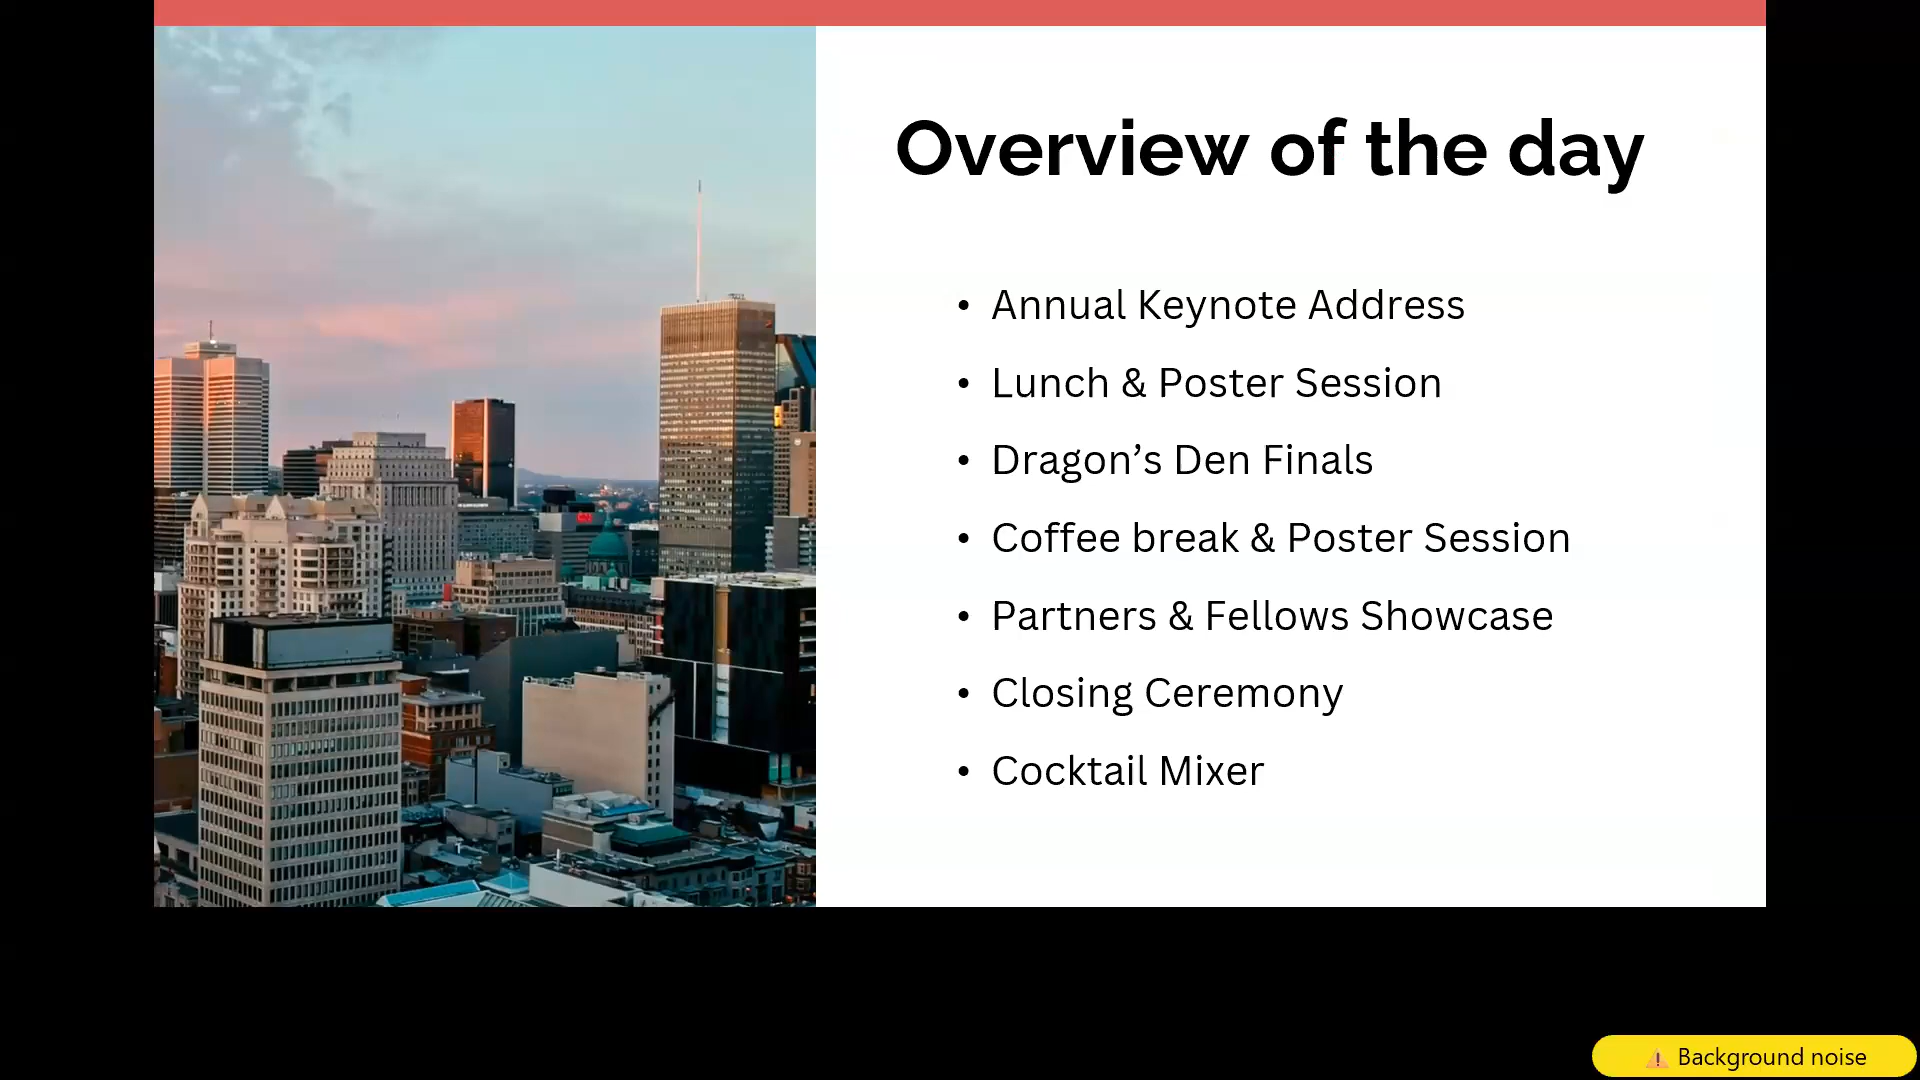 Overview of the day
• Annual Keynote Address
• Lunch & Poster Session
• Dragon’s Den Finals
• Coffee break & Poster Session
• Partners & Fellows Showcase
• Closing Ceremony
• Cocktail Mixer
⚠ Background noise